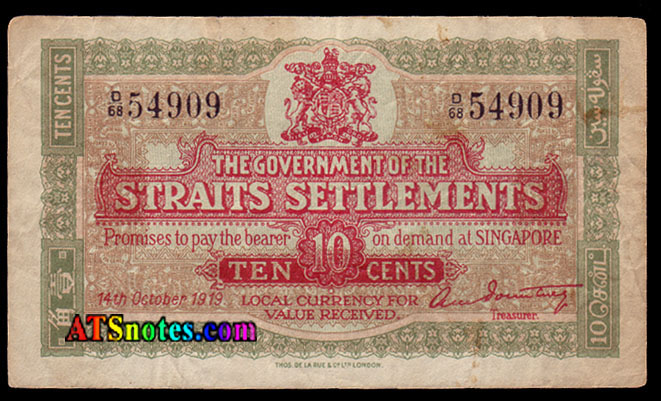 TEN CENTS
D/68 54909
D/68 54909
THE GOVERNMENT OF THE
STRAITS SETTLEMENTS
Promises to pay the bearer 10 on demand at SINGAPORE
TEN CENTS
14th October 1919. LOCAL CURRENCY FOR
VALUE RECEIVED.
Treasurer.
壹角
ATSnotes.com
THOS. DE LA RUE & Co LTD LONDON.